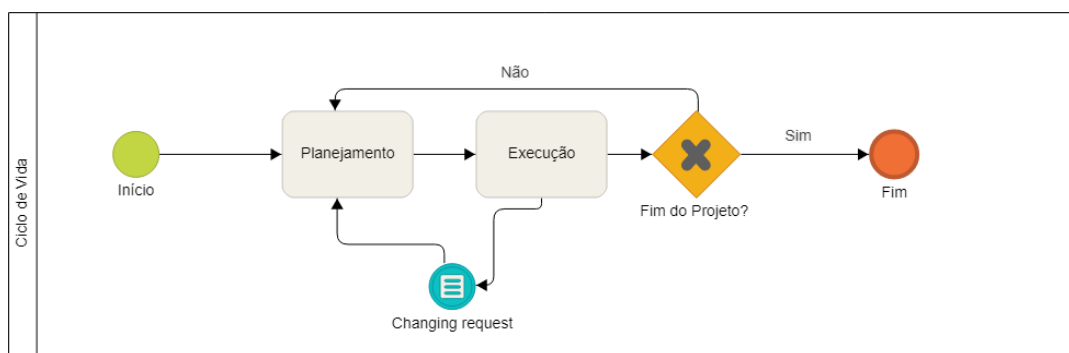 Ciclo de Vida
Não
Início
Planejamento
Execução
Fim do Projeto?
Sim
Fim
Changing request